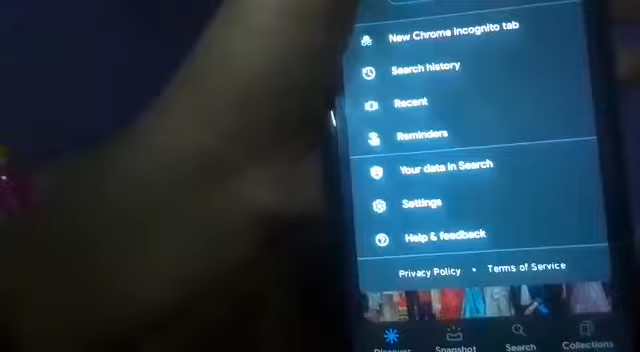 New Chrome Incognito tab
Search history
Recent
Reminders
Your data in Search
Settings
Help & feedback
Privacy Policy • Terms of Service
Discover Snapshot Search Collections